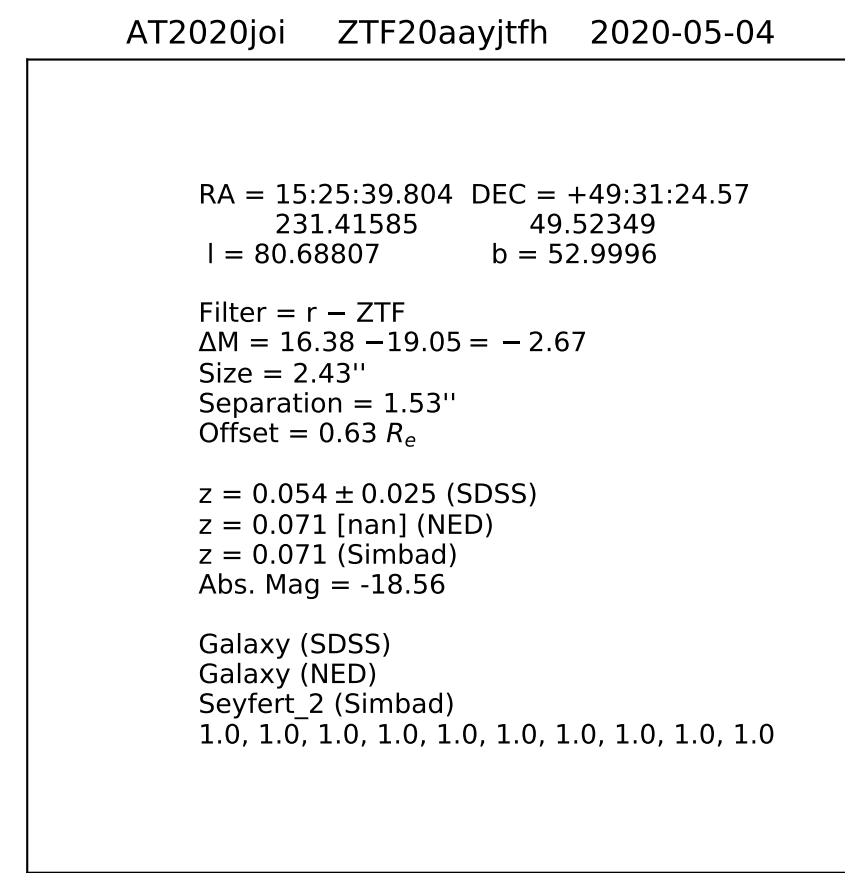 AT2020joi ZTF20aayjtfh 2020-05-04
RA = 15:25:39.804 DEC = +49:31:24.57
231.41585 49.52349
l = 80.68807 b = 52.9996
Filter = r − ZTF
ΔM = 16.38 −19.05 = − 2.67
Size = 2.43''
Separation = 1.53''
Offset = 0.63 Re
z = 0.054 ± 0.025 (SDSS)
z = 0.071 [nan] (NED)
z = 0.071 (Simbad)
Abs. Mag = -18.56
Galaxy (SDSS)
Galaxy (NED)
Seyfert_2 (Simbad)
1.0, 1.0, 1.0, 1.0, 1.0, 1.0, 1.0, 1.0, 1.0, 1.0